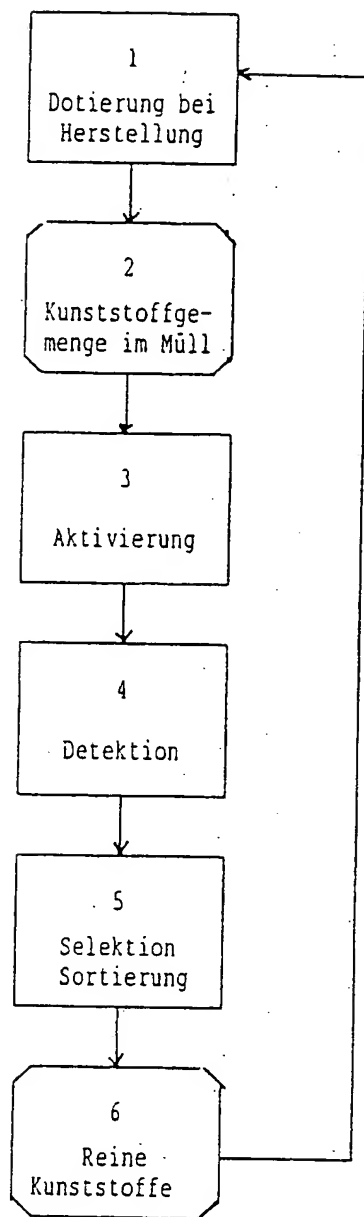 1
Dotierung bei
Herstellung
2
Kunststoffge-
menge im Müll
3
Aktivierung
4
Detektion
5
Selektion
Sortierung
6
Reine
Kunststoffe